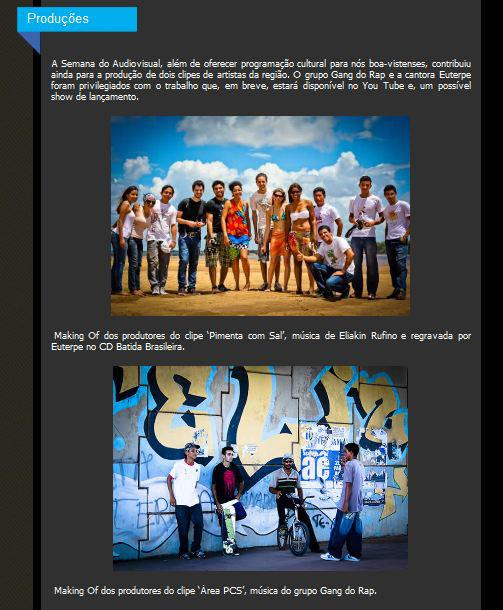 Produções
A Semana do Audiovisual, além de oferecer programação cultural para nós boa-vistenses, contribuiu
ainda para a produção de dois clipes de artistas da região. O grupo Gang do Rap e a cantora Euterpe
foram privilegiados com o trabalho que, em breve, estará disponível no You Tube e, um possível
show de lançamento.
Making Of dos produtores do clipe ‘Pimenta com Sal’, música de Eliakin Rufino e regravada por
Euterpe no CD Batida Brasileira.
ae
Making Of dos produtores do clipe ‘Área PCS’, música do grupo Gang do Rap.